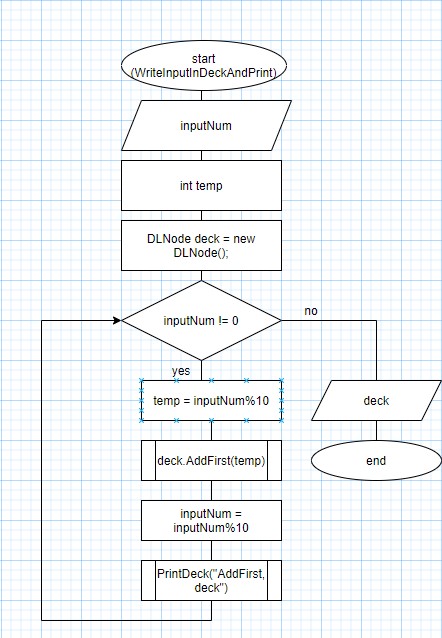 start
(WriteInputInDeckAndPrint)
inputNum
int temp
DLNode deck = new
DLNode();
inputNum != 0
no
yes
temp = inputNum%10
deck
deck.AddFirst(temp)
end
inputNum =
inputNum%10
PrintDeck("AddFirst,
deck")